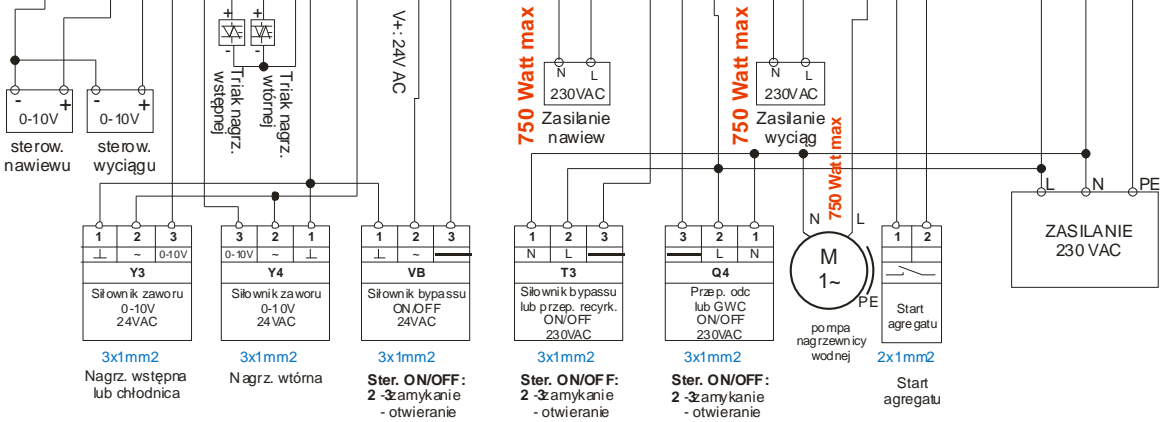 - +
0-10V
sterow.
nawiewu
- +
0-10V
sterow.
wyciągu
-
-
Triak nagrz.
wstępnej
Triak nagrz.
wtórnej
V+: 24V AC
750 Watt max
N L
230VAC
Zasilanie
nawiew
750 Watt max
N L
230VAC
Zasilanie
wyciąg
750 Watt max
L N PE
ZASILANIE
230 VAC
1 2 3
⊥ ~ 0-10V
Y3
Siłownik zaworu
0-10V
24VAC
3x1mm2
Nagrz. wstępna
lub chłodnica
3 2 1
0-10V ~ ⊥
Y4
Siłownik zaworu
0-10V
24VAC
3x1mm2
Nagrz. wtórna
1 2 3
⊥ ~
VB
Siłownik bypassu
ON/OFF
24VAC
3x1mm2
Ster. ON/OFF:
2 -3zamykanie
- otwieranie
1 2 3
N L
T3
Siłownik bypassu
lub przep. recyrk.
ON/OFF
230VAC
3x1mm2
Ster. ON/OFF:
2 -3zamykanie
- otwieranie
3 2 1
L N
Q4
Przep. odc
lub GWC
ON/OFF
230VAC
3x1mm2
Ster. ON/OFF:
2 -3zamykanie
- otwieranie
N L
M
1~
PE
pompa
nagrzewnicy
wodnej
1 2
Start
agregatu
2x1mm2
Start
agregatu